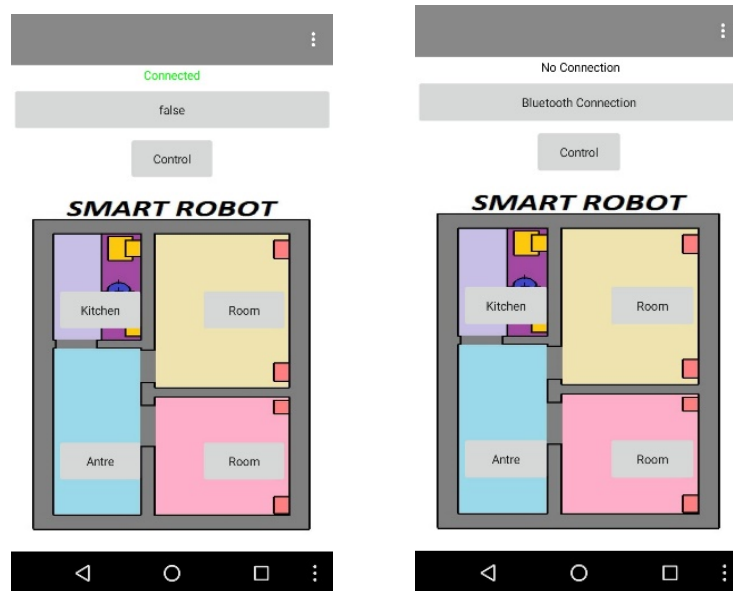 Connected
false
Control
SMART ROBOT
Kitchen
Room
Antre
Room
No Connection
Bluetooth Connection
Control
SMART ROBOT
Kitchen
Room
Antre
Room